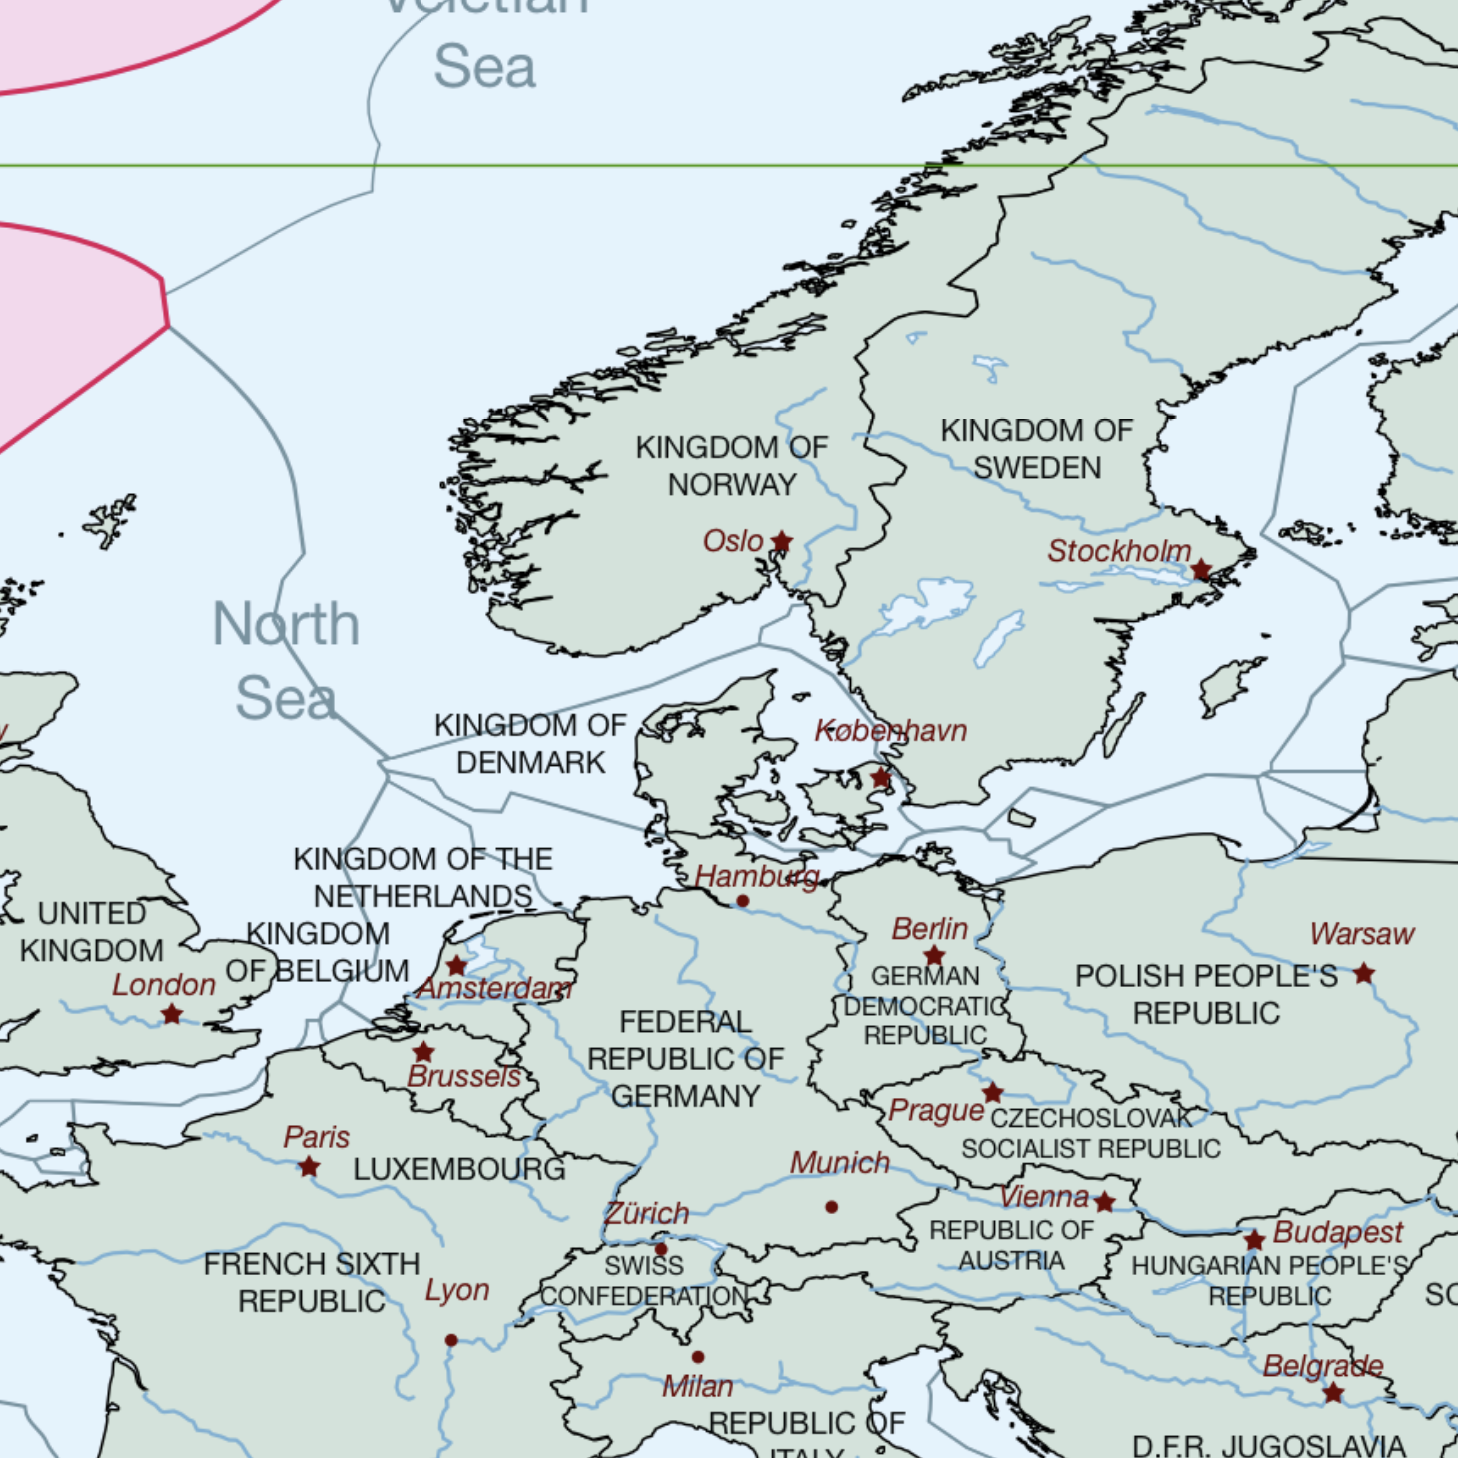 Veletian
Sea
KINGDOM OF
NORWAY
KINGDOM OF
SWEDEN
Oslo
Stockholm
North
Sea
KINGDOM OF
DENMARK
København
KINGDOM OF THE
NETHERLANDS
Hamburg
UNITED
KINGDOM
KINGDOM
OF BELGIUM
London
Amsterdam
Berlin
GERMAN
DEMOCRATIC
REPUBLIC
Warsaw
POLISH PEOPLE'S
REPUBLIC
FEDERAL
REPUBLIC OF
GERMANY
Brussels
Prague
CZECHOSLOVAK
SOCIALIST REPUBLIC
Paris
LUXEMBOURG
Munich
Vienna
Zürich
REPUBLIC OF
AUSTRIA
Budapest
HUNGARIAN PEOPLE'S
REPUBLIC
FRENCH SIXTH
REPUBLIC
SWISS
CONFEDERATION
Lyon
Milan
Belgrade
REPUBLIC OF
ITALY
D.F.R. JUGOSLAVIA